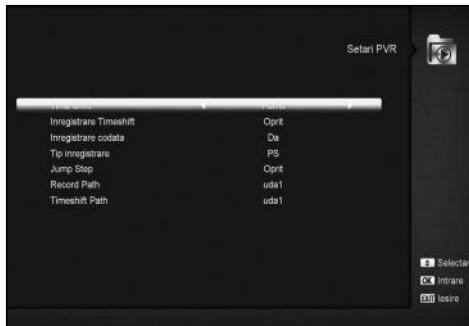 Setari PVR
Inregistrare Timeshift Oprit
Inregistrare codata Da
Tip inregistrare PS
Jump Step Oprit
Record Path uda1
Timeshift Path uda1
Selectar
OK Intrare
EXIT Iesire